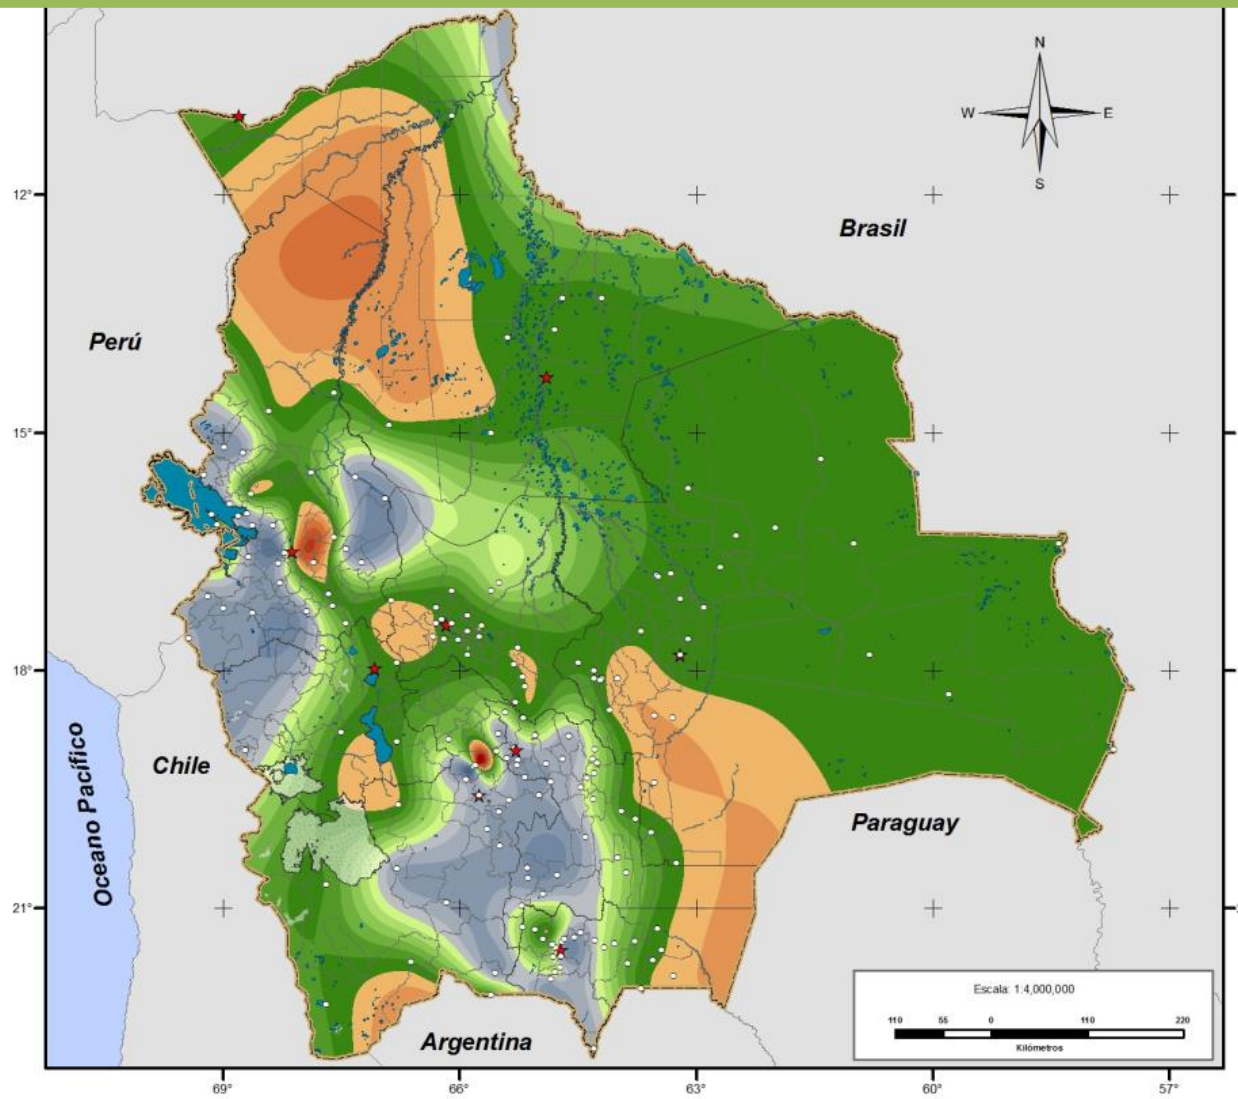 N
W E
S
12°
Brasil
Perú
15°
18°
Oceano Pacífico
Chile
Paraguay
21°
Escala: 1:4,000,000
110 55 0 110 220
Kilómetros
Argentina
69° 66° 63° 60° 57°